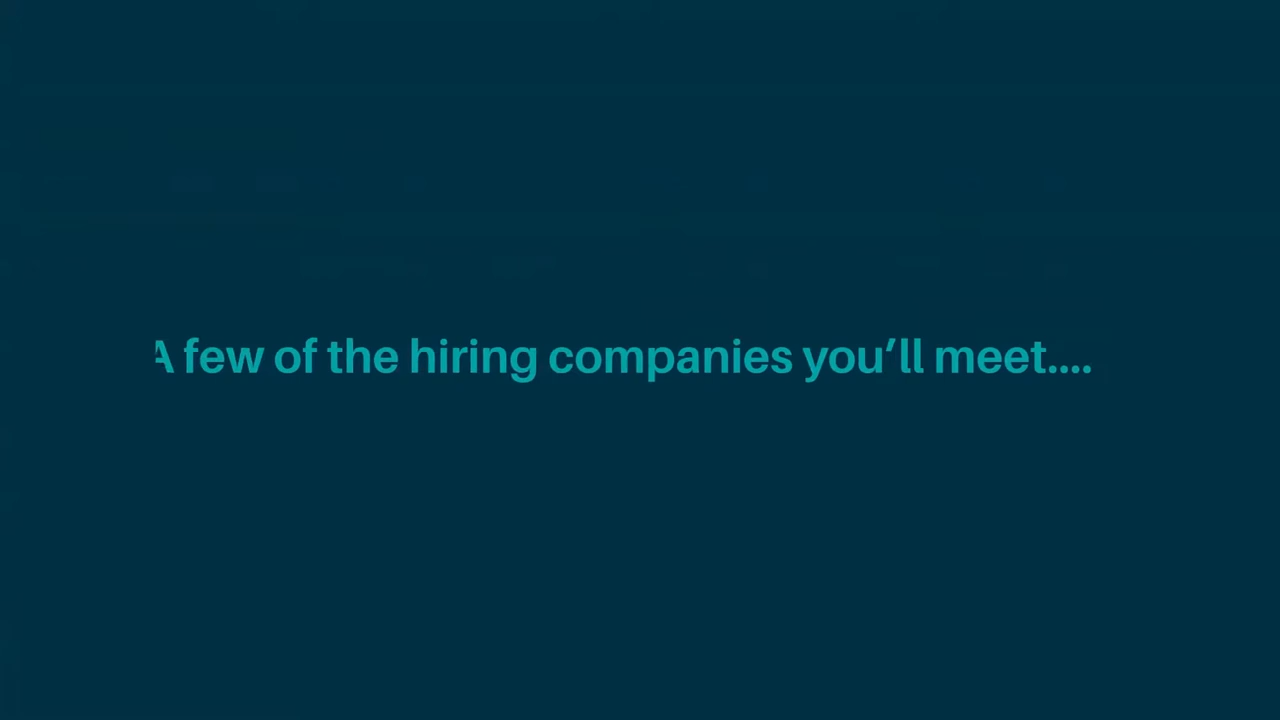 A few of the hiring companies you’ll meet....